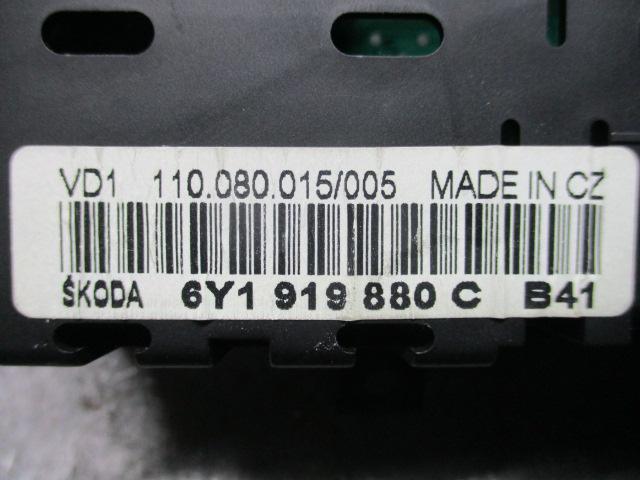 VD1 110.080.015/005 MADE IN CZ
ŠKODA 6Y1 919 880 C B41